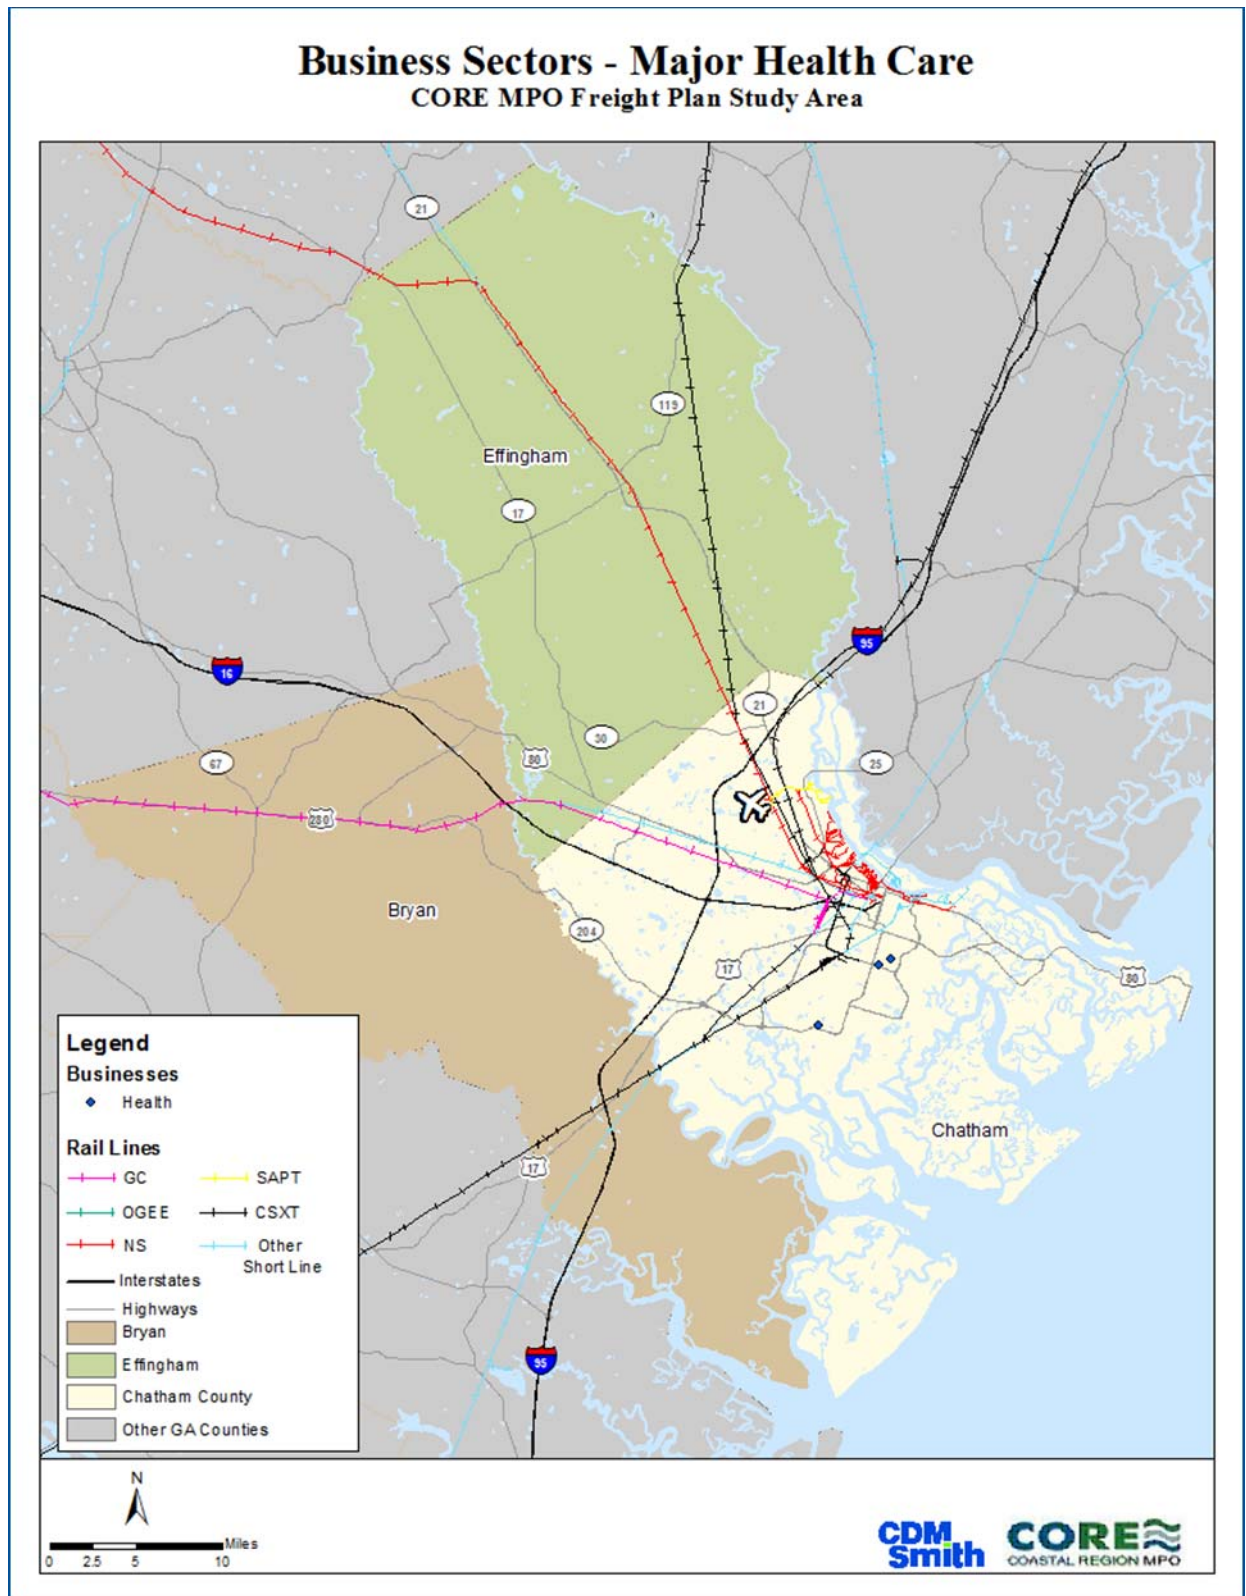 Business Sectors - Major Health Care
CORE MPO Freight Plan Study Area
21
119
Effingham
17
95
16
21
30
80
67
25
280
Bryan
204
17
80
Chatham
17
95
Legend
Businesses
Health
Rail Lines
GC
SAPT
OGEE
CSXT
NS
Other
Short Line
Interstates
Highways
Bryan
Effingham
Chatham County
Other GA Counties
N
Miles
0 2.5 5 10
CDM
Smith
CORE
COASTAL REGION MPO